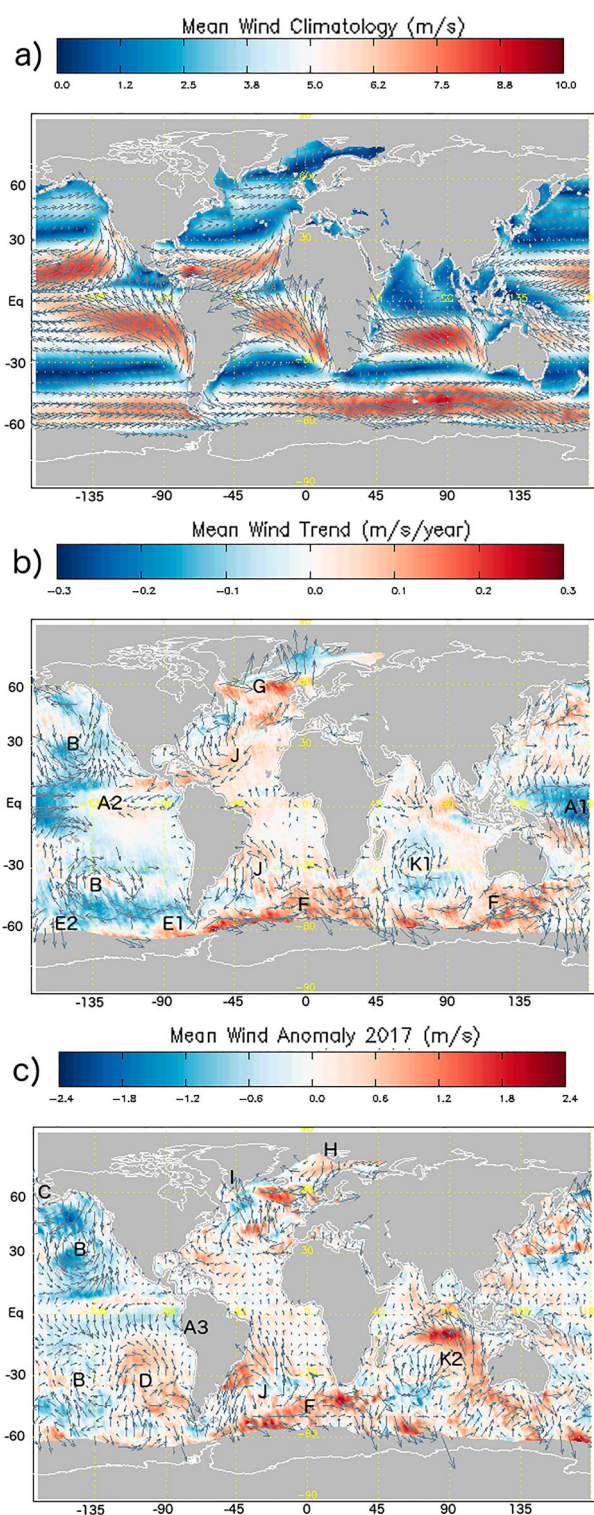 Mean Wind Climatology (m/s)
a)
0.0 1.2 2.5 3.8 5.0 6.2 7.5 8.8 10.0
60
30
Eq
-30
-60
-90
-135 -90 -45 0 45 90 135
Mean Wind Trend (m/s/year)
b)
-0.3 -0.2 -0.1 0.0 0.1 0.2 0.3
60 G
B 30 J
A2 Eq A1
-30 B J K1
F F
-60 E2 E1
-90
-135 -90 -45 0 45 90 135
Mean Wind Anomaly 2017 (m/s)
c)
-2.4 -1.8 -1.2 -0.6 0.0 0.6 1.2 1.8 2.4
H
C I
60
B
30
Eq A3
K2
-30 B D J
F
-60
-90
-135 -90 -45 0 45 90 135